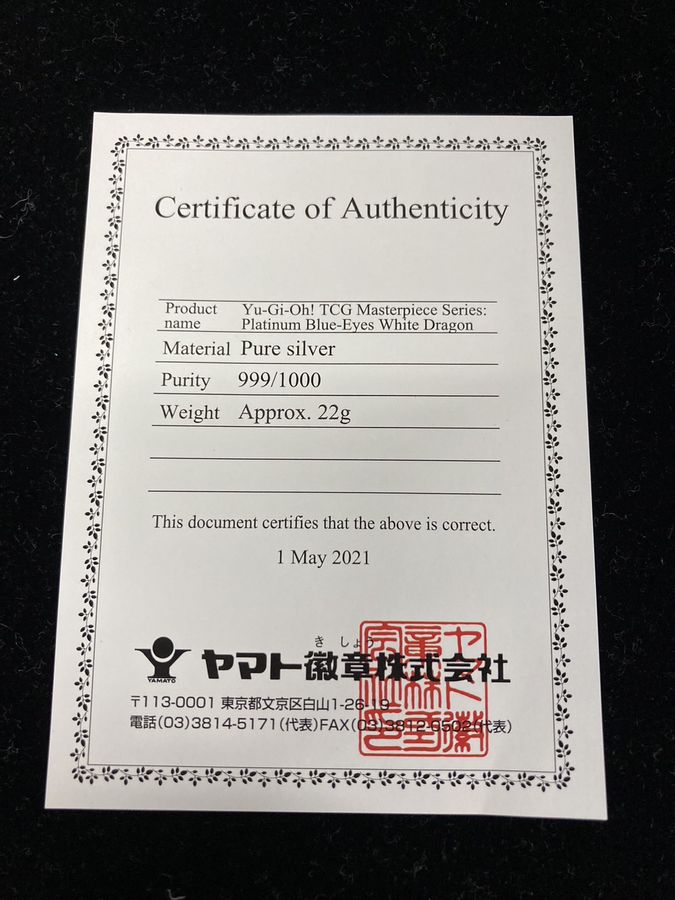 Certificate of Authenticity
Product name Yu-Gi-Oh! TCG Masterpiece Series: Platinum Blue-Eyes White Dragon
Material Pure silver
Purity 999/1000
Weight Approx. 22g
This document certifies that the above is correct.
1 May 2021
き しょう
YAMATO
ヤマト徽章株式会社
〒113-0001 東京都文京区白山1-26-19
電話(03)3814-5171(代表)FAX(03)3812-0502(代表)